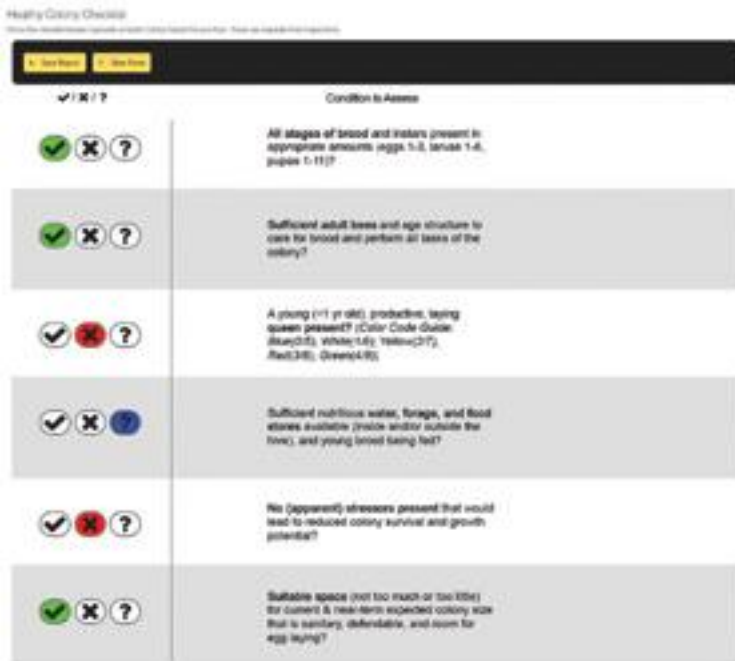 Healthy Colony Checklist
✔ / ✖ / ?
Condition to Assess
All stages of brood and instars present in
appropriate amounts (eggs 1-3, larvae 1-6,
pupae 1-11)?
Sufficient adult bees and age structure to
care for brood and perform all tasks of the
colony?
A young (<1 yr old), productive, laying
queen present? (Color Code Guide:
Blue(0/5); White(1/6); Yellow(2/7);
Red(3/8); Green(4/9);
Sufficient nutritious water, forage, and food
stores available (inside and/or outside the
hive), and young brood being fed?
No (apparent) stressors present that would
lead to reduced colony survival and growth
potential?
Suitable space (not too much or too little)
for current & near-term expected colony size
that is sanitary, defendable, and room for
egg laying?